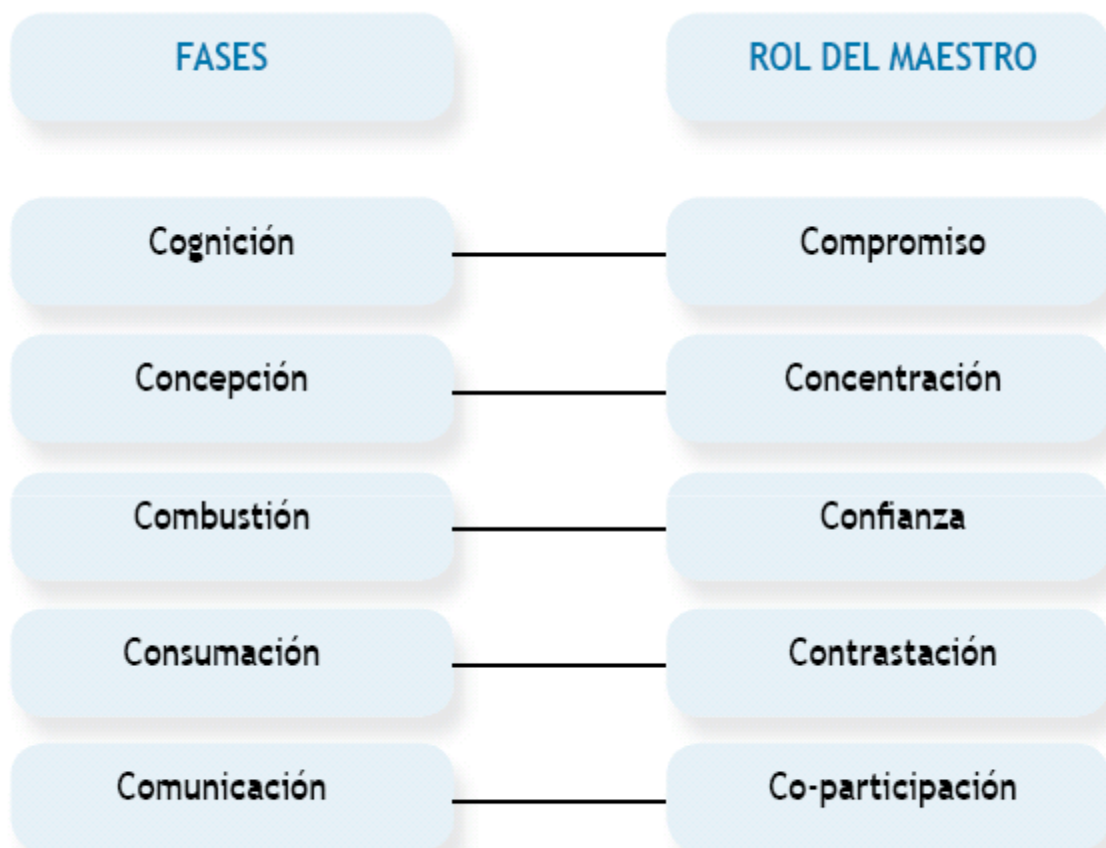 FASES
ROL DEL MAESTRO
Cognición
Compromiso
Concepción
Concentración
Combustión
Confianza
Consumación
Contrastación
Comunicación
Co-participación